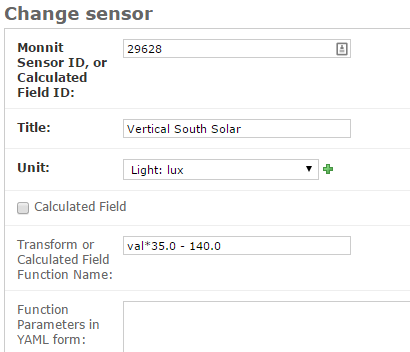 Change sensor
Monnit
Sensor ID, or
Calculated
Field ID:
29628
Title:
Vertical South Solar
Unit:
Light: lux
Calculated Field
Transform or
Calculated Field
Function Name:
val*35.0 - 140.0
Function
Parameters in
YAML form: